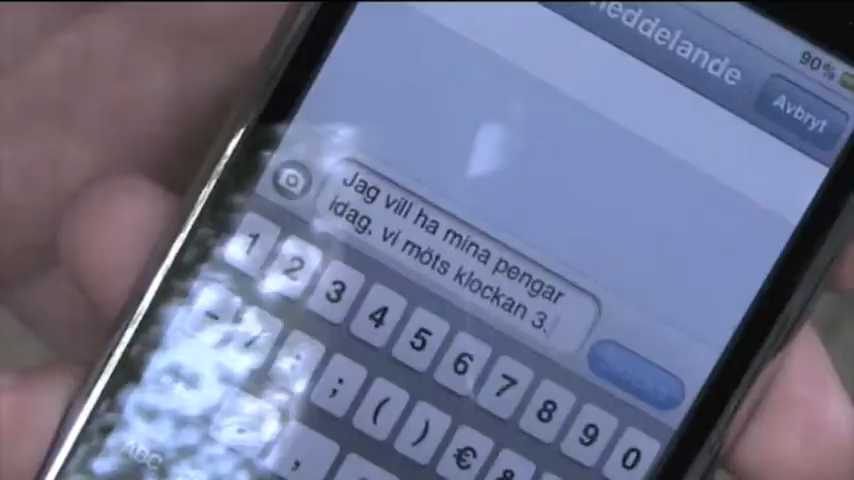 90%
Avbryt
Jag vill ha mina pengar
idag, vi möts klockan 3.
1 2 3 4 5 6 7 8 9 0
; ( ) €
ABC